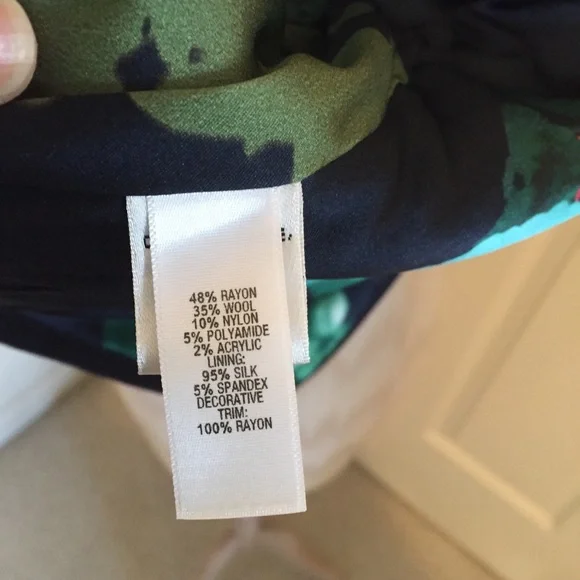 48% RAYON
35% WOOL
10% NYLON
5% POLYAMIDE
2% ACRYLIC
LINING:
95% SILK
5% SPANDEX
DECORATIVE
TRIM:
100% RAYON